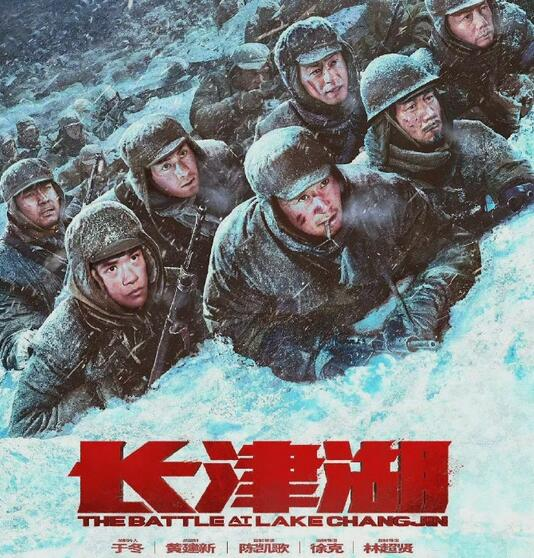 长津湖
THE BATTLE AT LAKE CHANGJIN
于冬 | 黄建新 | 陈凯歌 | 徐克 | 林超贤